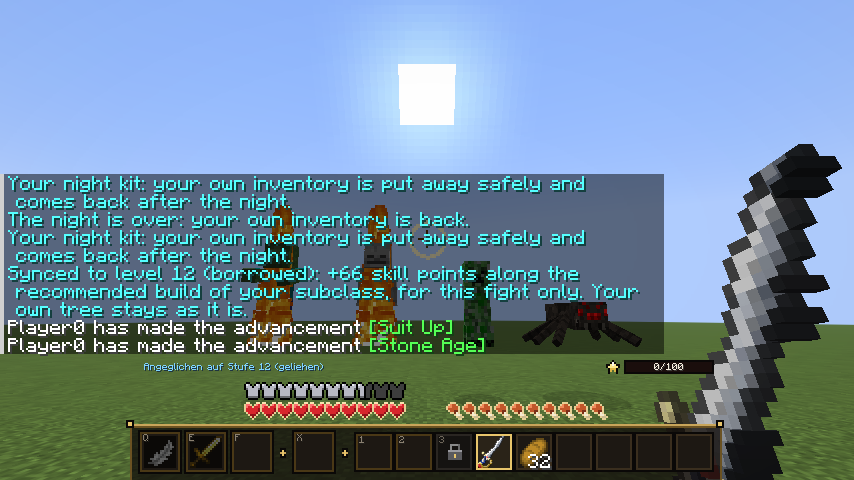 Your night kit: your own inventory is put away safely and
comes back after the night.
The night is over: your own inventory is back.
Your night kit: your own inventory is put away safely and
comes back after the night.
Synced to level 12 (borrowed): +66 skill points along the
recommended build of your subclass, for this fight only. Your
own tree stays as it is.
Player0 has made the advancement [Suit Up]
Player0 has made the advancement [Stone Age]
Angeglichen auf Stufe 12 (geliehen)
0/100
Q E F X 1 2 3
32